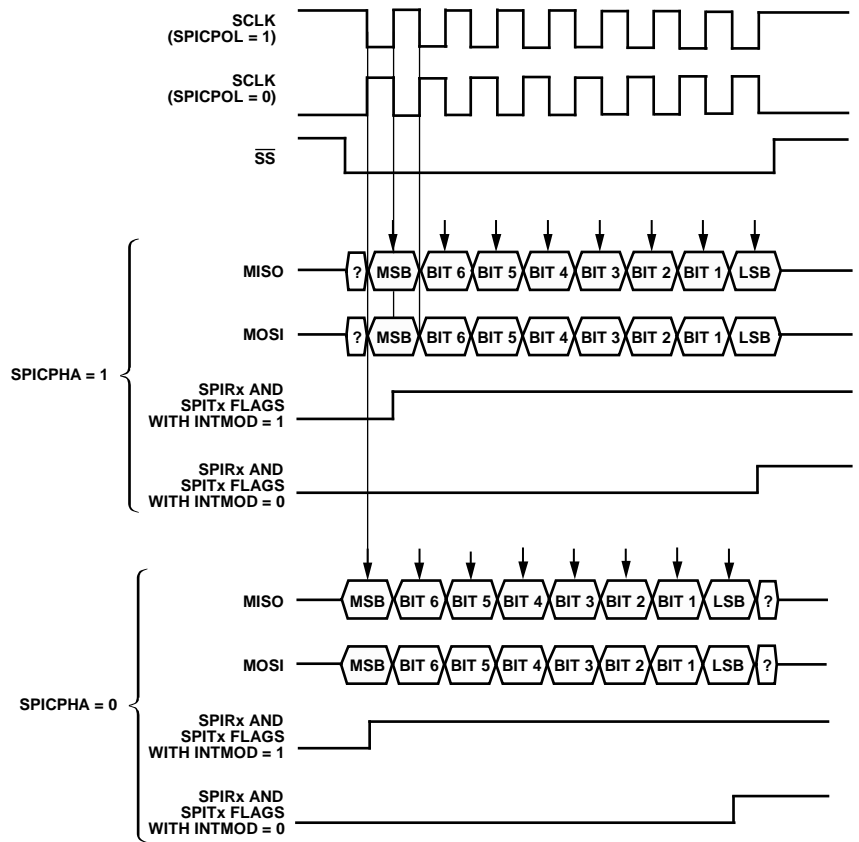 SCLK
(SPICPOL = 1)
SCLK
(SPICPOL = 0)
SS
MISO ? MSB BIT 6 BIT 5 BIT 4 BIT 3 BIT 2 BIT 1 LSB
MOSI ? MSB BIT 6 BIT 5 BIT 4 BIT 3 BIT 2 BIT 1 LSB
SPICPHA = 1
SPIRx AND
SPITx FLAGS
WITH INTMOD = 1
SPIRx AND
SPITx FLAGS
WITH INTMOD = 0
MISO MSB BIT 6 BIT 5 BIT 4 BIT 3 BIT 2 BIT 1 LSB ?
MOSI MSB BIT 6 BIT 5 BIT 4 BIT 3 BIT 2 BIT 1 LSB ?
SPICPHA = 0
SPIRx AND
SPITx FLAGS
WITH INTMOD = 1
SPIRx AND
SPITx FLAGS
WITH INTMOD = 0